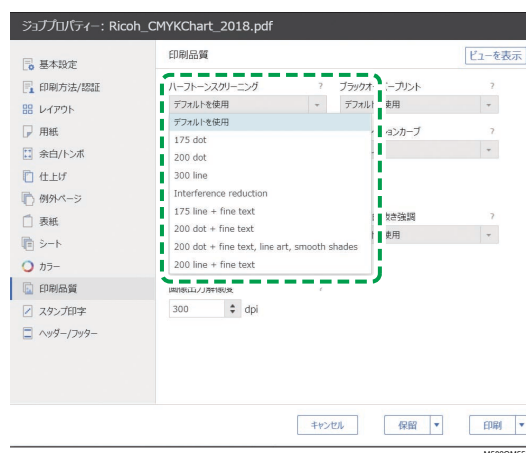 ジョブプロパティー: Ricoh_CMYKChart_2018.pdf
基本設定
印刷方法/認証
レイアウト
用紙
余白/トンボ
仕上げ
例外ページ
表紙
シート
カラー
印刷品質
スタンプ印字
ヘッダー/フッター
印刷品質
ビューを表示
ハーフトーンスクリーニング ?
デフォルトを使用
デフォルトを使用
175 dot
200 dot
300 line
Interference reduction
175 line + fine text
200 dot + fine text
200 dot + fine text, line art, smooth shades
200 line + fine text
ブラックオ ープリント ?
デフォル 使用
ションカーブ ?
き強調 ?
使用
画像出力解像度
300 dpi
キャンセル
保留
印刷